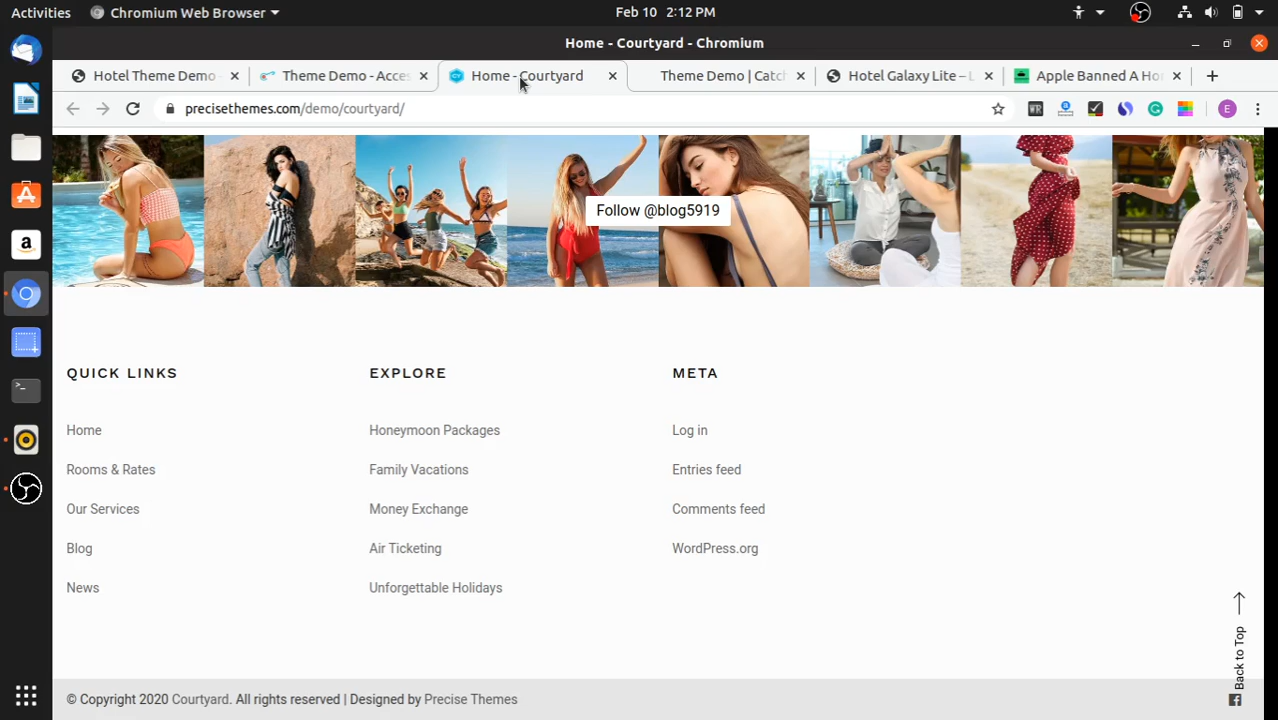 Activities Chromium Web Browser Feb 10 2:12 PM
Home - Courtyard - Chromium
Hotel Theme Demo - Theme Demo - Acces Home - Courtyard Theme Demo | Catch Hotel Galaxy Lite – L Apple Banned A Ho
precisethemes.com/demo/courtyard/ WR E
Follow @blog5919
QUICK LINKS
Home
Rooms & Rates
Our Services
Blog
News
EXPLORE
Honeymoon Packages
Family Vacations
Money Exchange
Air Ticketing
Unforgettable Holidays
META
Log in
Entries feed
Comments feed
WordPress.org
Back to Top
© Copyright 2020 Courtyard. All rights reserved | Designed by Precise Themes